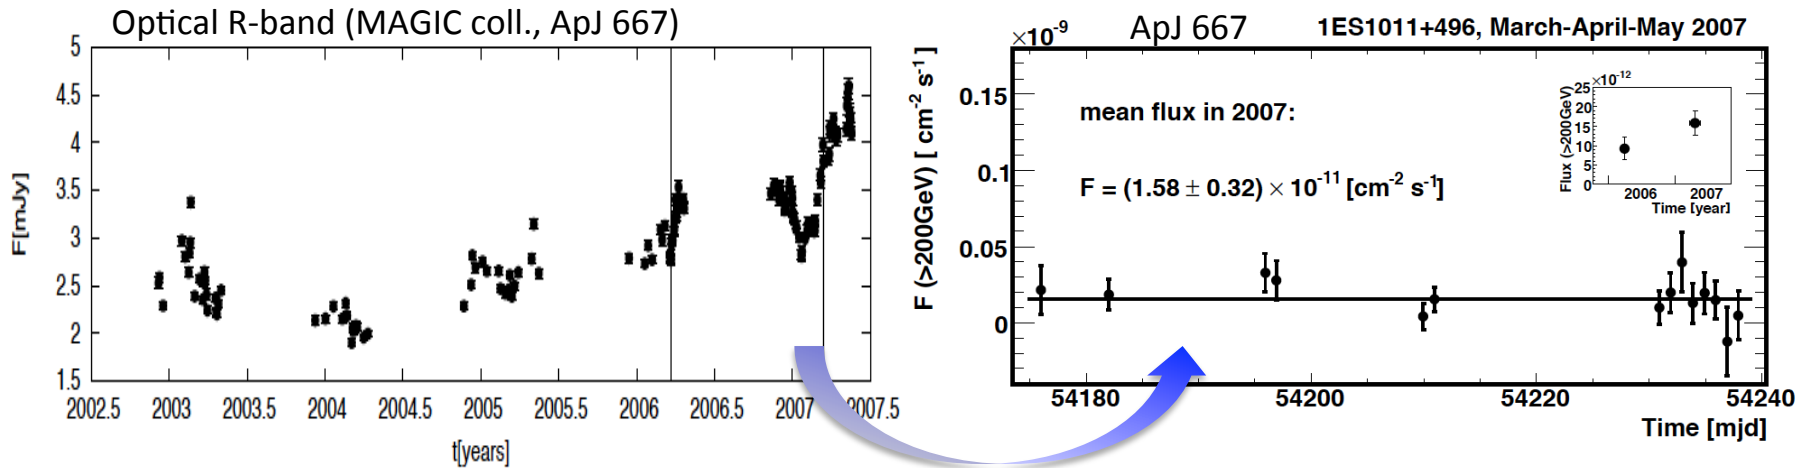 Optical R-band (MAGIC coll., ApJ 667)
5
4.5
4
3.5
3
2.5
2
1.5
F[mJy]
2002.5 2003 2003.5 2004 2004.5 2005 2005.5 2006 2006.5 2007 2007.5
t[years]
ApJ 667
1ES1011+496, March-April-May 2007
×10⁻⁹
F (>200GeV) [ cm⁻² s⁻¹]
0.15
0.1
0.05
0
mean flux in 2007:
F = (1.58 ± 0.32) × 10⁻¹¹ [cm⁻² s⁻¹]
×10⁻¹²
Flux (>200GeV)
25
20
15
10
5
0
2006 2007
Time [year]
54180 54200 54220 54240
Time [mjd]